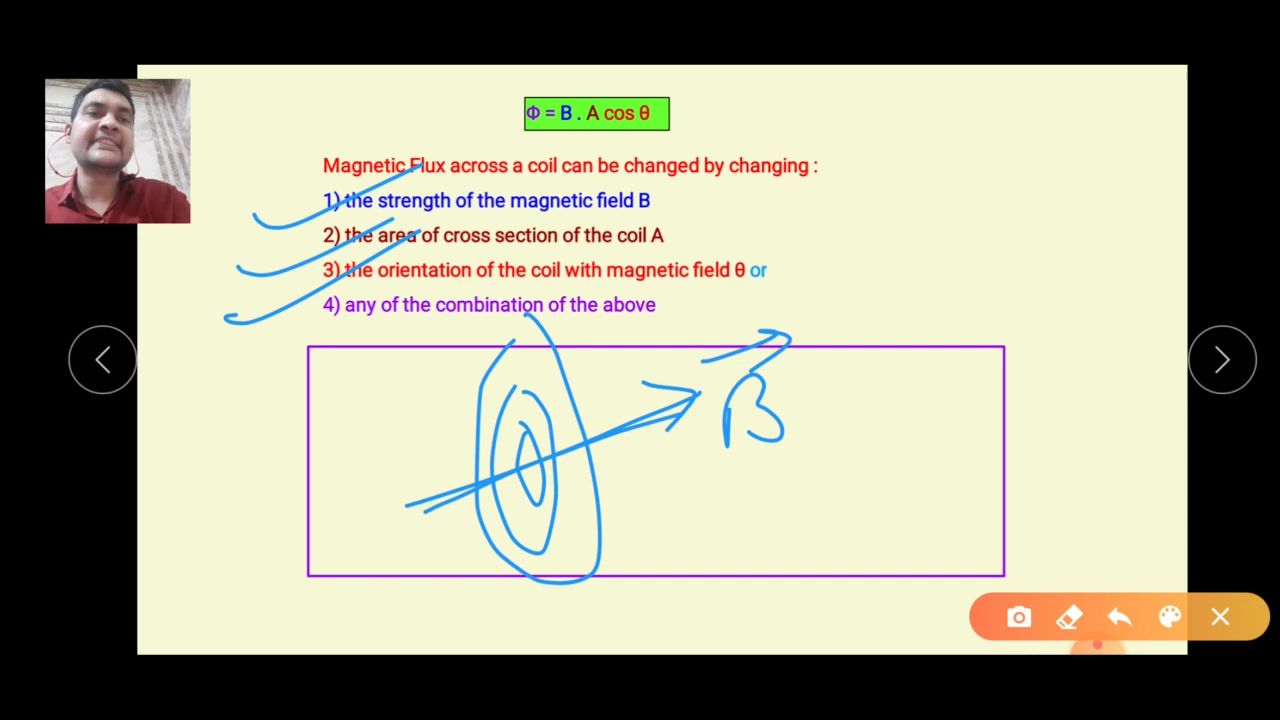 Φ = B . A cos θ
Magnetic Flux across a coil can be changed by changing :
1) the strength of the magnetic field B
2) the area of cross section of the coil A
3) the orientation of the coil with magnetic field θ or
4) any of the combination of the above
B